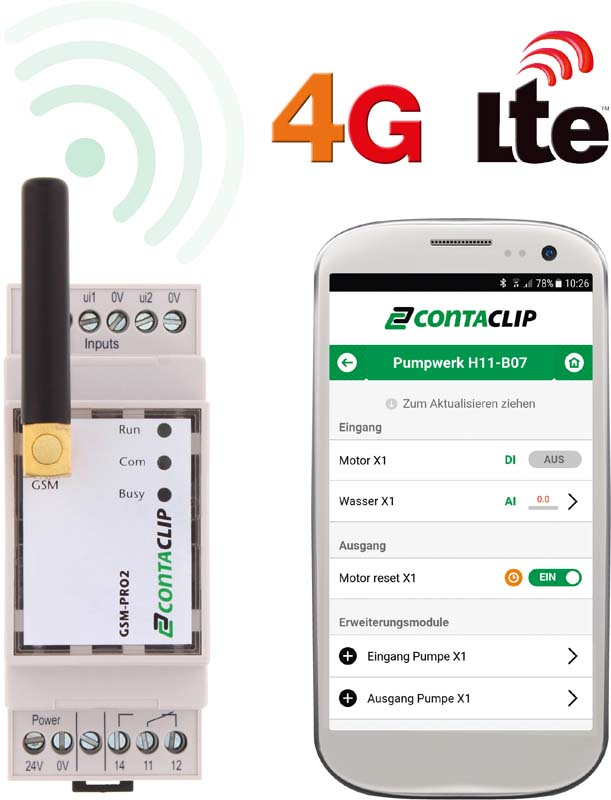 4G LTE™
ui1 0V ui2 0V
Inputs
Run
Com
Busy
GSM
GSM-PRO2
CONTACLIP
Power
24V 0V 14 11 12
78% 10:26
CONTACLIP
Pumpwerk H11-B07
Zum Aktualisieren ziehen
Eingang
Motor X1 DI AUS
Wasser X1 AI 0.0
Ausgang
Motor reset X1 EIN
Erweiterungsmodule
Eingang Pumpe X1
Ausgang Pumpe X1